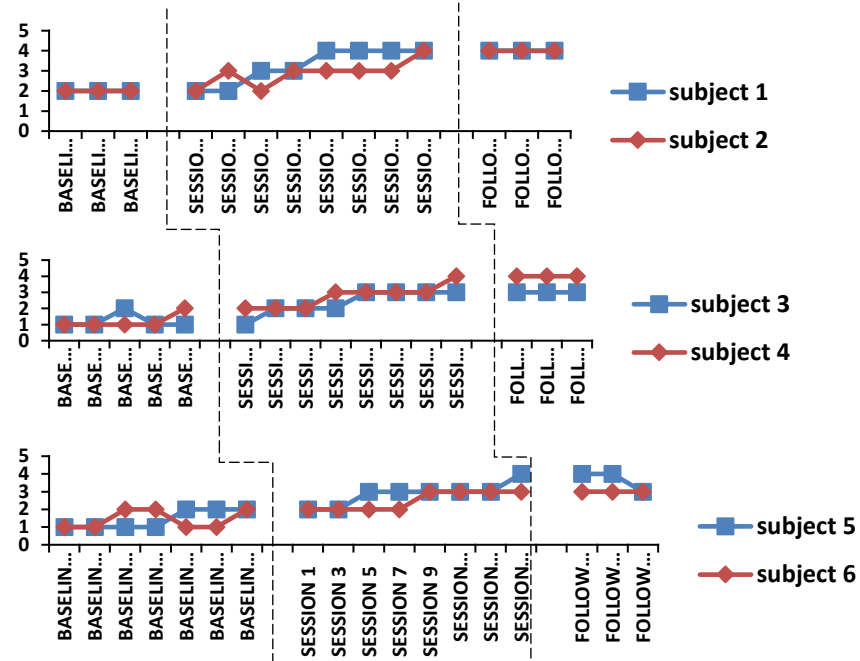 5
4
3
2
1
0
BASELI...
BASELI...
BASELI...
SESSIO...
SESSIO...
SESSIO...
SESSIO...
SESSIO...
SESSIO...
SESSIO...
SESSIO...
FOLLO...
FOLLO...
FOLLO...
subject 1
subject 2
5
4
3
2
1
0
BASE...
BASE...
BASE...
BASE...
BASE...
SESSI...
SESSI...
SESSI...
SESSI...
SESSI...
SESSI...
SESSI...
SESSI...
FOLL...
FOLL...
FOLL...
subject 3
subject 4
5
4
3
2
1
0
BASELIN...
BASELIN...
BASELIN...
BASELIN...
BASELIN...
BASELIN...
BASELIN...
SESSION 1
SESSION 3
SESSION 5
SESSION 7
SESSION 9
SESSION...
SESSION...
SESSION...
FOLLOW...
FOLLOW...
FOLLOW...
subject 5
subject 6